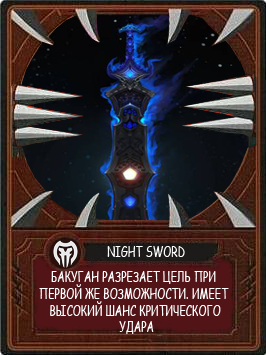 NIGHT SWORD
БАКУГАН РАЗРЕЗАЕТ ЦЕЛЬ ПРИ
ПЕРВОЙ ЖЕ ВОЗМОЖНОСТИ. ИМЕЕТ
ВЫСОКИЙ ШАНС КРИТИЧЕСКОГО
УДАРА